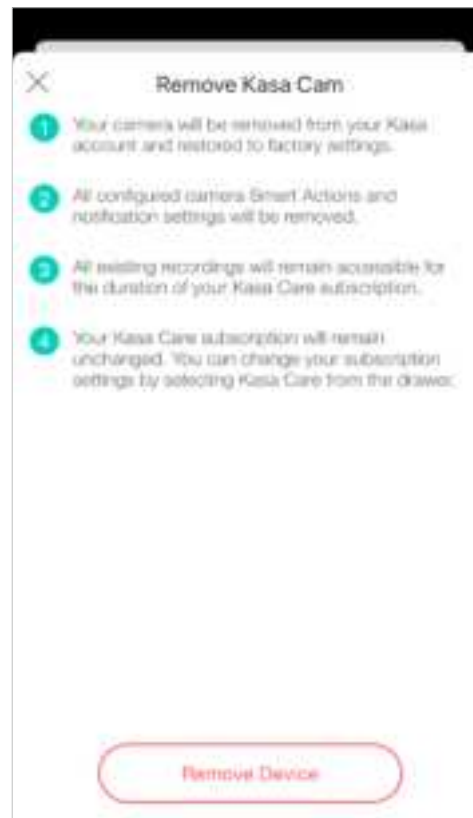 Remove Kasa Cam
1 Your camera will be removed from your Kasa
account and restored to factory settings.
2 All configured camera Smart Actions and
notification settings will be removed.
3 All existing recordings will remain accessible for
the duration of your Kasa Care subscription.
4 Your Kasa Care subscription will remain
unchanged. You can change your subscription
settings by selecting Kasa Care from the drawer.
Remove Device